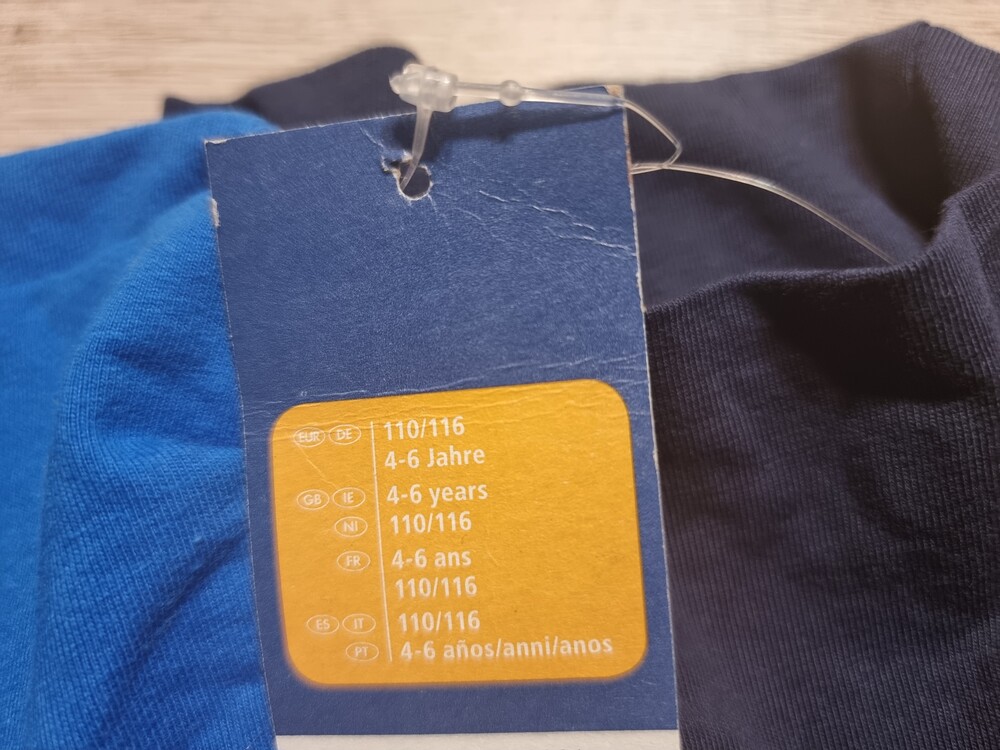 EUR DE 110/116
4-6 Jahre
GB IE 4-6 years
NI 110/116
FR 4-6 ans
110/116
ES IT 110/116
PT 4-6 años/anni/anos